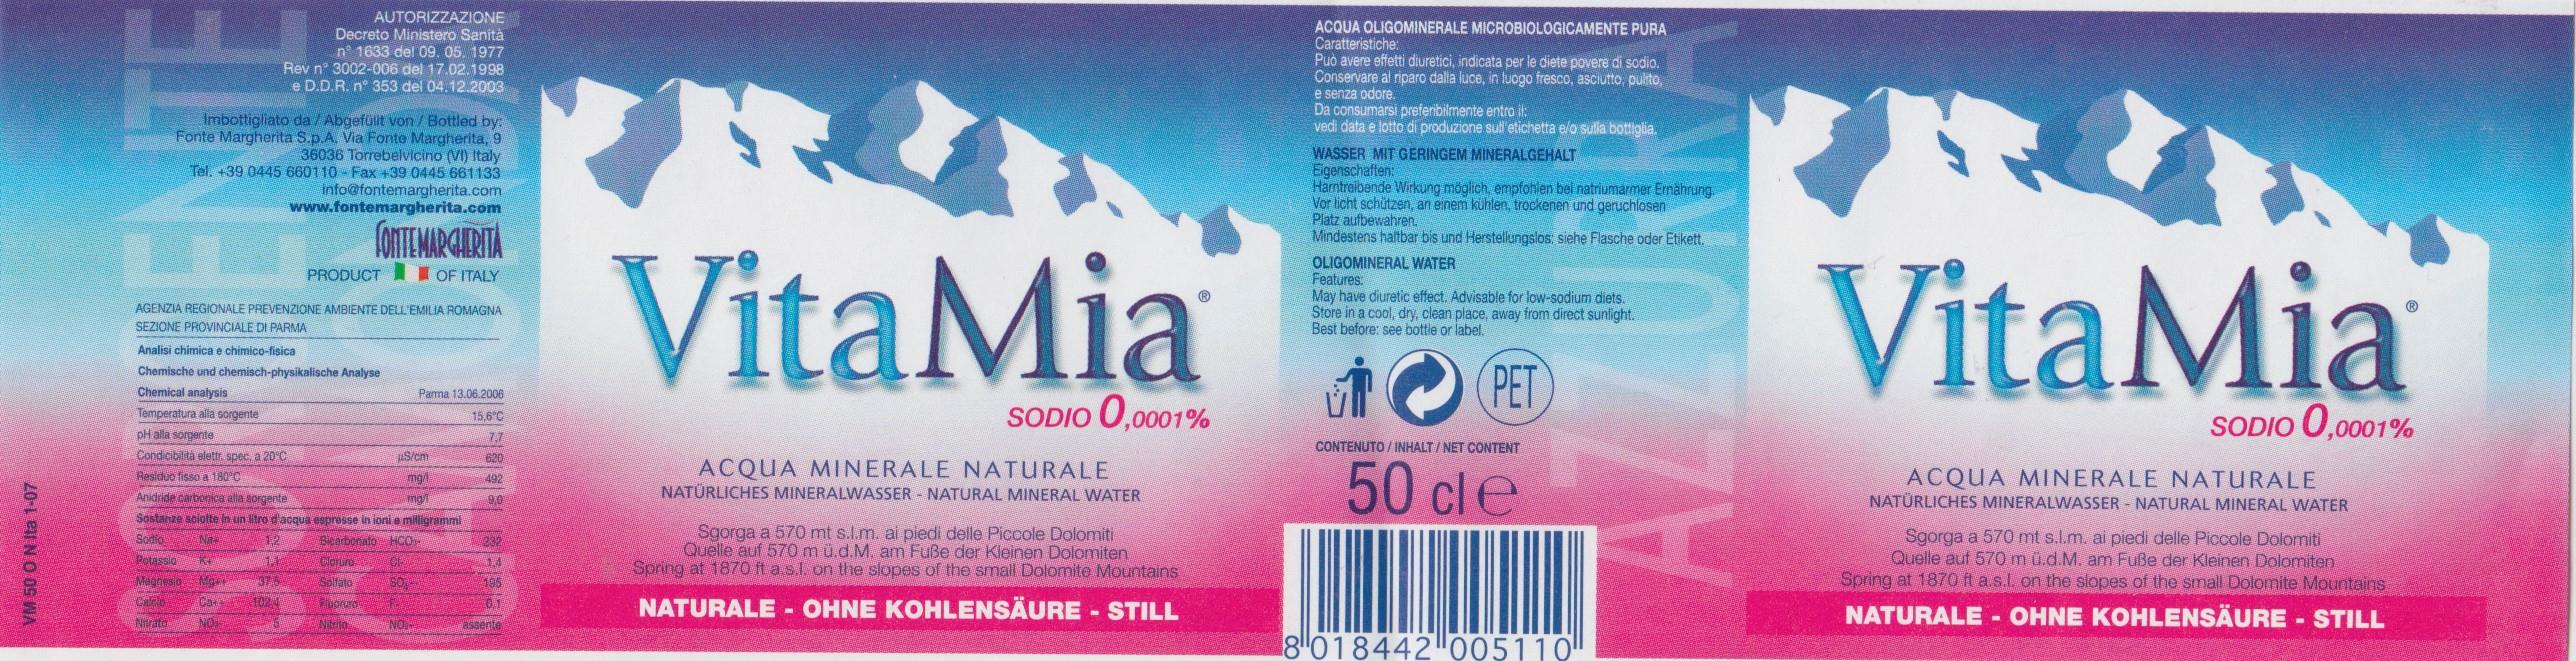 AUTORIZZAZIONE
Decreto Ministero Sanità
n° 1633 del 09. 05. 1977
Rev n° 3002-006 del 17.02.1998
e D.D.R. n° 353 del 04.12.2003
Imbottigliato da / Abgefüllt von / Bottled by:
Fonte Margherita S.p.A. Via Fonte Margherita, 9
36036 Torrebelvicino (VI) Italy
Tel. +39 0445 660110 - Fax +39 0445 661133
info@fontemargherita.com
www.fontemargherita.com
FONTEMARGHERITA
PRODUCT OF ITALY
AGENZIA REGIONALE PREVENZIONE AMBIENTE DELL'EMILIA ROMAGNA
SEZIONE PROVINCIALE DI PARMA
Analisi chimica e chimico-fisica
Chemische und chemisch-physikalische Analyse
Chemical analysis Parma 13.06.2006
Temperatura alla sorgente 15,6°C
pH alla sorgente 7,7
Condicibilità elettr. spec. a 20°C µS/cm 620
Residuo fisso a 180°C mg/l 492
Anidride carbonica alla sorgente mg/l 9,0
Sostanze sciolte in un litro d'acqua espresse in ioni e milligrammi
Sodio Na+ 1,2 Bicarbonato HCO3- 232
Potassio K+ 1,1 Cloruro Cl- 1,4
Magnesio Mg++ 37,5 Solfato SO4-- 195
Calcio Ca++ 102,4 Fluoruro F- 0,1
Nitrato NO3- 5 Nitrito NO2- assente
VM 50 O N Ita 1-07
VitaMia®
SODIO 0,0001%
ACQUA MINERALE NATURALE
NATÜRLICHES MINERALWASSER - NATURAL MINERAL WATER
Sgorga a 570 mt s.l.m. ai piedi delle Piccole Dolomiti
Quelle auf 570 m ü.d.M. am Fuße der Kleinen Dolomiten
Spring at 1870 ft a.s.l. on the slopes of the small Dolomite Mountains
NATURALE - OHNE KOHLENSÄURE - STILL
ACQUA OLIGOMINERALE MICROBIOLOGICAMENTE PURA
Caratteristiche:
Può avere effetti diuretici, indicata per le diete povere di sodio.
Conservare al riparo dalla luce, in luogo fresco, asciutto, pulito,
e senza odore.
Da consumarsi preferibilmente entro il:
vedi data e lotto di produzione sull'etichetta e/o sulla bottiglia.
WASSER MIT GERINGEM MINERALGEHALT
Eigenschaften:
Harntreibende Wirkung möglich, empfohlen bei natriumarmer Ernährung.
Vor licht schützen, an einem kühlen, trockenen und geruchlosen
Platz aufbewahren.
Mindestens haltbar bis und Herstellungslos: siehe Flasche oder Etikett.
OLIGOMINERAL WATER
Features:
May have diuretic effect. Advisable for low-sodium diets.
Store in a cool, dry, clean place, away from direct sunlight.
Best before: see bottle or label.
PET
CONTENUTO / INHALT / NET CONTENT
50 cl ℮
8 018442 005110
AZZURRA
VitaMia®
SODIO 0,0001%
ACQUA MINERALE NATURALE
NATÜRLICHES MINERALWASSER - NATURAL MINERAL WATER
Sgorga a 570 mt s.l.m. ai piedi delle Piccole Dolomiti
Quelle auf 570 m ü.d.M. am Fuße der Kleinen Dolomiten
Spring at 1870 ft a.s.l. on the slopes of the small Dolomite Mountains
NATURALE - OHNE KOHLENSÄURE - STILL